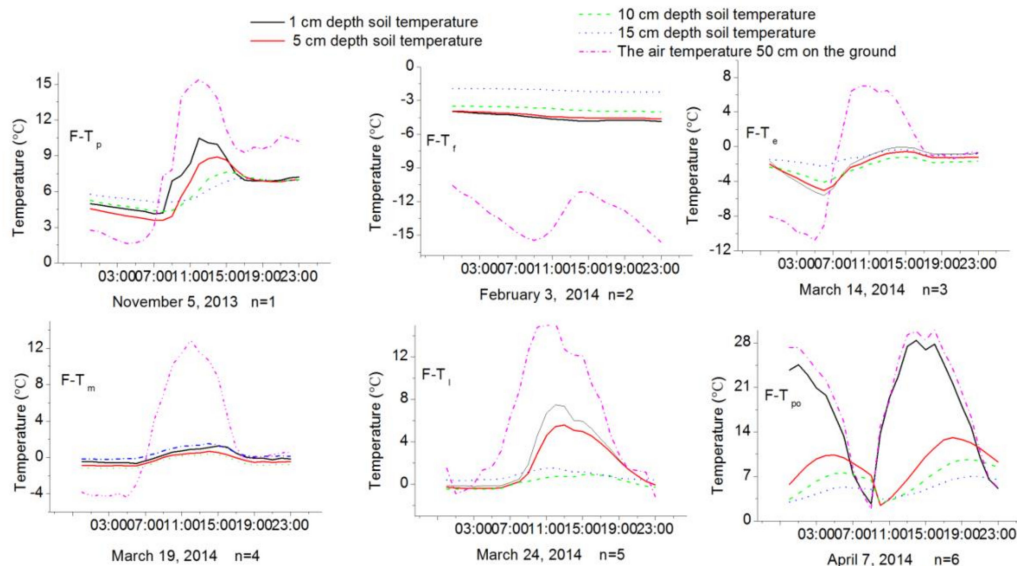 1 cm depth soil temperature
5 cm depth soil temperature
10 cm depth soil temperature
15 cm depth soil temperature
The air temperature 50 cm on the ground
Temperature (°C)
15
12
9
6
3
0
F-Tp
03:0007:0011:0015:0019:0023:00
November 5, 2013 n=1
Temperature (°C)
0
-3
-6
-9
-12
-15
F-Tf
03:0007:0011:0015:0019:0023:00
February 3, 2014 n=2
Temperature (°C)
8
4
0
-4
-8
-12
F-Te
03:0007:0011:0015:0019:0023:00
March 14, 2014 n=3
Temperature (°C)
12
8
4
0
-4
F-Tm
03:0007:0011:0015:0019:0023:00
March 19, 2014 n=4
Temperature (°C)
12
8
4
0
F-Tl
03:0007:0011:0015:0019:0023:00
March 24, 2014 n=5
Temperature (°C)
28
21
14
7
0
F-Tpo
03:0007:0011:0015:0019:0023:00
April 7, 2014 n=6